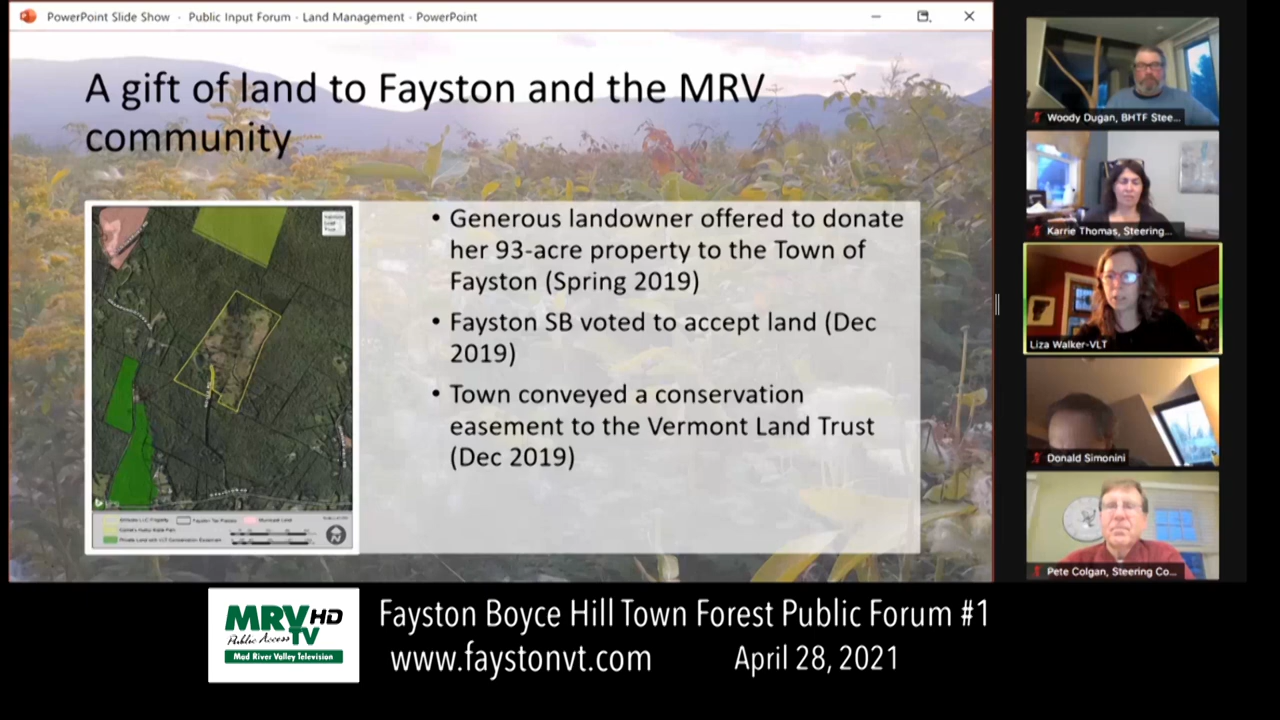 PowerPoint Slide Show - Public Input Forum - Land Management - PowerPoint
A gift of land to Fayston and the MRV
community
• Generous landowner offered to donate
her 93-acre property to the Town of
Fayston (Spring 2019)
• Fayston SB voted to accept land (Dec
2019)
• Town conveyed a conservation
easement to the Vermont Land Trust
(Dec 2019)
Woody Dugan, BHTF Stee...
Karrie Thomas, Steering...
Liza Walker-VLT
Donald Simonini
Pete Colgan, Steering Co...
MRV HD
Public Access TV
Mad River Valley Television
Fayston Boyce Hill Town Forest Public Forum #1
www.faystonvt.com April 28, 2021